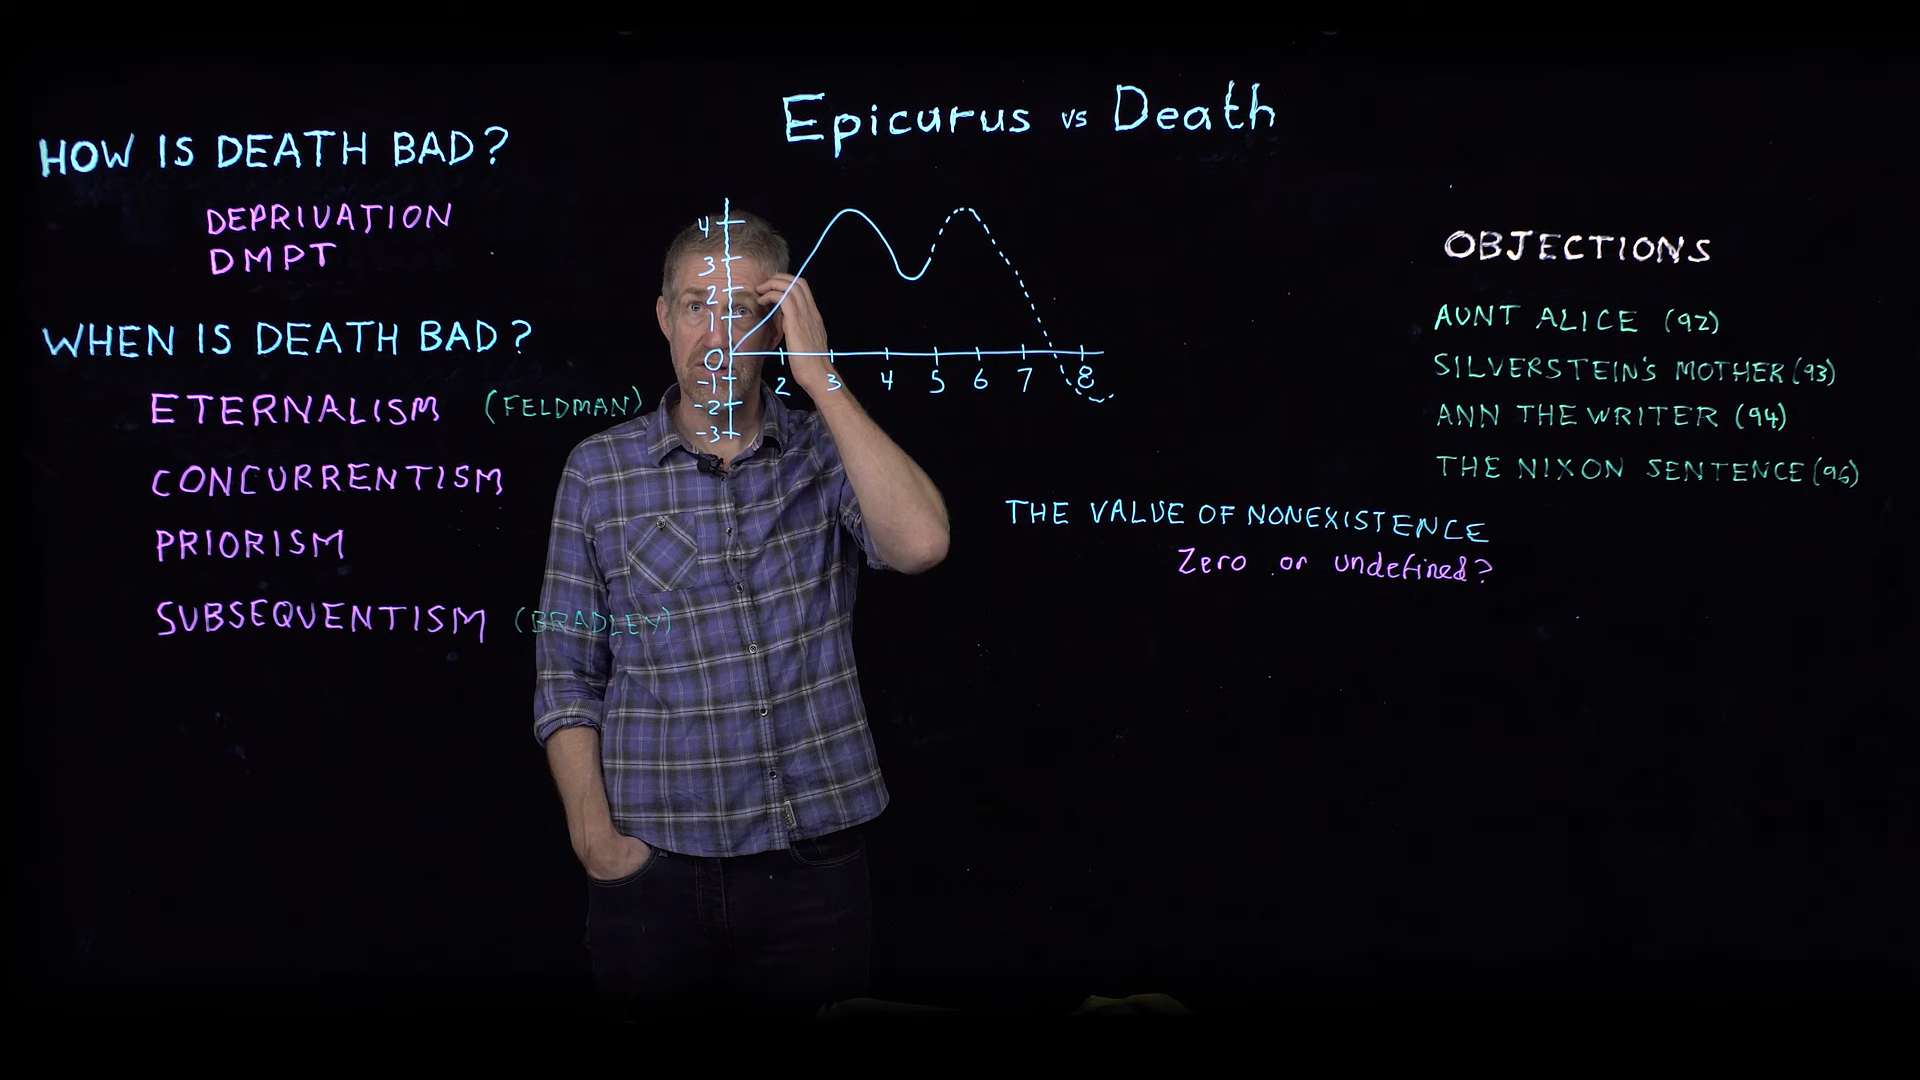 Epicurus vs Death
HOW IS DEATH BAD?
DEPRIVATION
DMPT
WHEN IS DEATH BAD?
ETERNALISM (FELDMAN)
CONCURRENTISM
PRIORISM
SUBSEQUENTISM (BRADLEY)
4
3
2
1
0
-1
-2
-3
2 3 4 5 6 7 8
THE VALUE OF NONEXISTENCE
Zero or undefined?
OBJECTIONS
AUNT ALICE (92)
SILVERSTEIN'S MOTHER (93)
ANN THE WRITER (94)
THE NIXON SENTENCE (95)